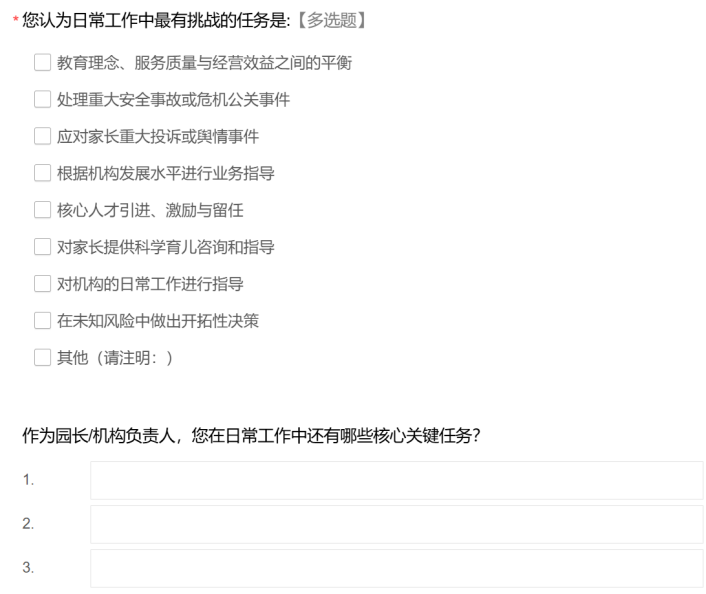 *您认为日常工作中最有挑战的任务是:【多选题】
教育理念、服务质量与经营效益之间的平衡
处理重大安全事故或危机公关事件
应对家长重大投诉或舆情事件
根据机构发展水平进行业务指导
核心人才引进、激励与留任
对家长提供科学育儿咨询和指导
对机构的日常工作进行指导
在未知风险中做出开拓性决策
其他（请注明：）
作为园长/机构负责人，您在日常工作中还有哪些核心关键任务？
1.
2.
3.